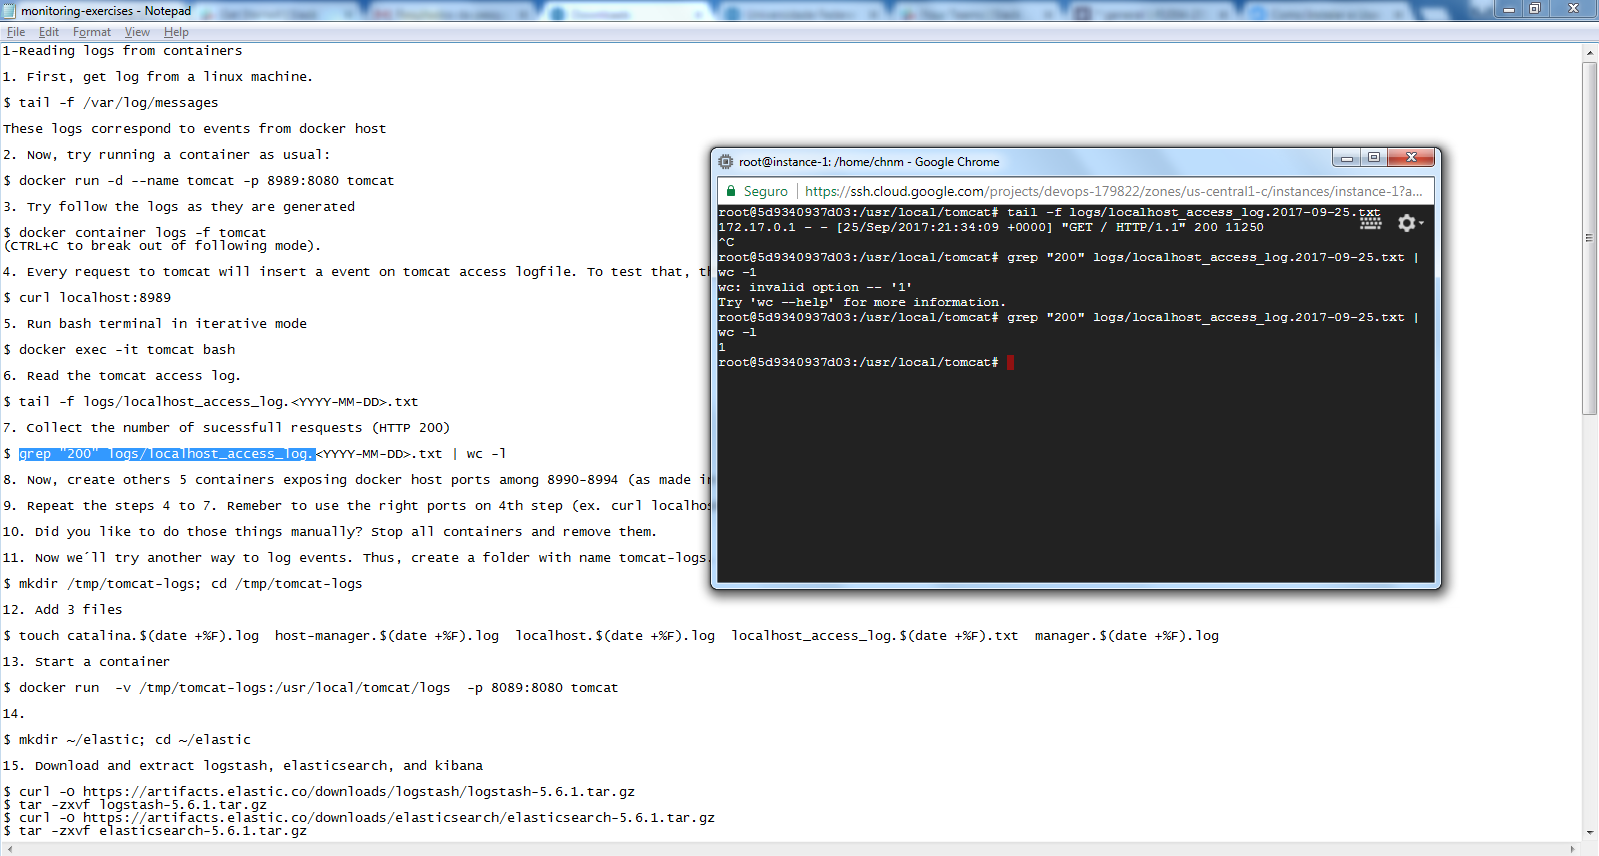 monitoring-exercises - Notepad
File Edit Format View Help
1-Reading logs from containers
1. First, get log from a linux machine.
$ tail -f /var/log/messages
These logs correspond to events from docker host
2. Now, try running a container as usual:
$ docker run -d --name tomcat -p 8989:8080 tomcat
3. Try follow the logs as they are generated
$ docker container logs -f tomcat
(CTRL+C to break out of following mode).
4. Every request to tomcat will insert a event on tomcat access logfile. To test that, th
$ curl localhost:8989
5. Run bash terminal in iterative mode
$ docker exec -it tomcat bash
6. Read the tomcat access log.
$ tail -f logs/localhost_access_log.<YYYY-MM-DD>.txt
7. Collect the number of sucessfull resquests (HTTP 200)
$ grep "200" logs/localhost_access_log.<YYYY-MM-DD>.txt | wc -l
8. Now, create others 5 containers exposing docker host ports among 8990-8994 (as made in
9. Repeat the steps 4 to 7. Remeber to use the right ports on 4th step (ex. curl localhos
10. Did you like to do those things manually? Stop all containers and remove them.
11. Now we´ll try another way to log events. Thus, create a folder with name tomcat-logs.
$ mkdir /tmp/tomcat-logs; cd /tmp/tomcat-logs
12. Add 3 files
$ touch catalina.$(date +%F).log  host-manager.$(date +%F).log  localhost.$(date +%F).log  localhost_access_log.$(date +%F).txt  manager.$(date +%F).log
13. Start a container
$ docker run  -v /tmp/tomcat-logs:/usr/local/tomcat/logs  -p 8089:8080 tomcat
14.
$ mkdir ~/elastic; cd ~/elastic
15. Download and extract logstash, elasticsearch, and kibana
$ curl -O https://artifacts.elastic.co/downloads/logstash/logstash-5.6.1.tar.gz
$ tar -zxvf logstash-5.6.1.tar.gz
$ curl -O https://artifacts.elastic.co/downloads/elasticsearch/elasticsearch-5.6.1.tar.gz
$ tar -zxvf elasticsearch-5.6.1.tar.gz
root@instance-1: /home/chnm - Google Chrome
Seguro | https://ssh.cloud.google.com/projects/devops-179822/zones/us-central1-c/instances/instance-1?a...
root@5d9340937d03:/usr/local/tomcat# tail -f logs/localhost_access_log.2017-09-25.txt
172.17.0.1 - - [25/Sep/2017:21:34:09 +0000] "GET / HTTP/1.1" 200 11250
^C
root@5d9340937d03:/usr/local/tomcat# grep "200" logs/localhost_access_log.2017-09-25.txt |
wc -1
wc: invalid option -- '1'
Try 'wc --help' for more information.
root@5d9340937d03:/usr/local/tomcat# grep "200" logs/localhost_access_log.2017-09-25.txt |
wc -l
1
root@5d9340937d03:/usr/local/tomcat#